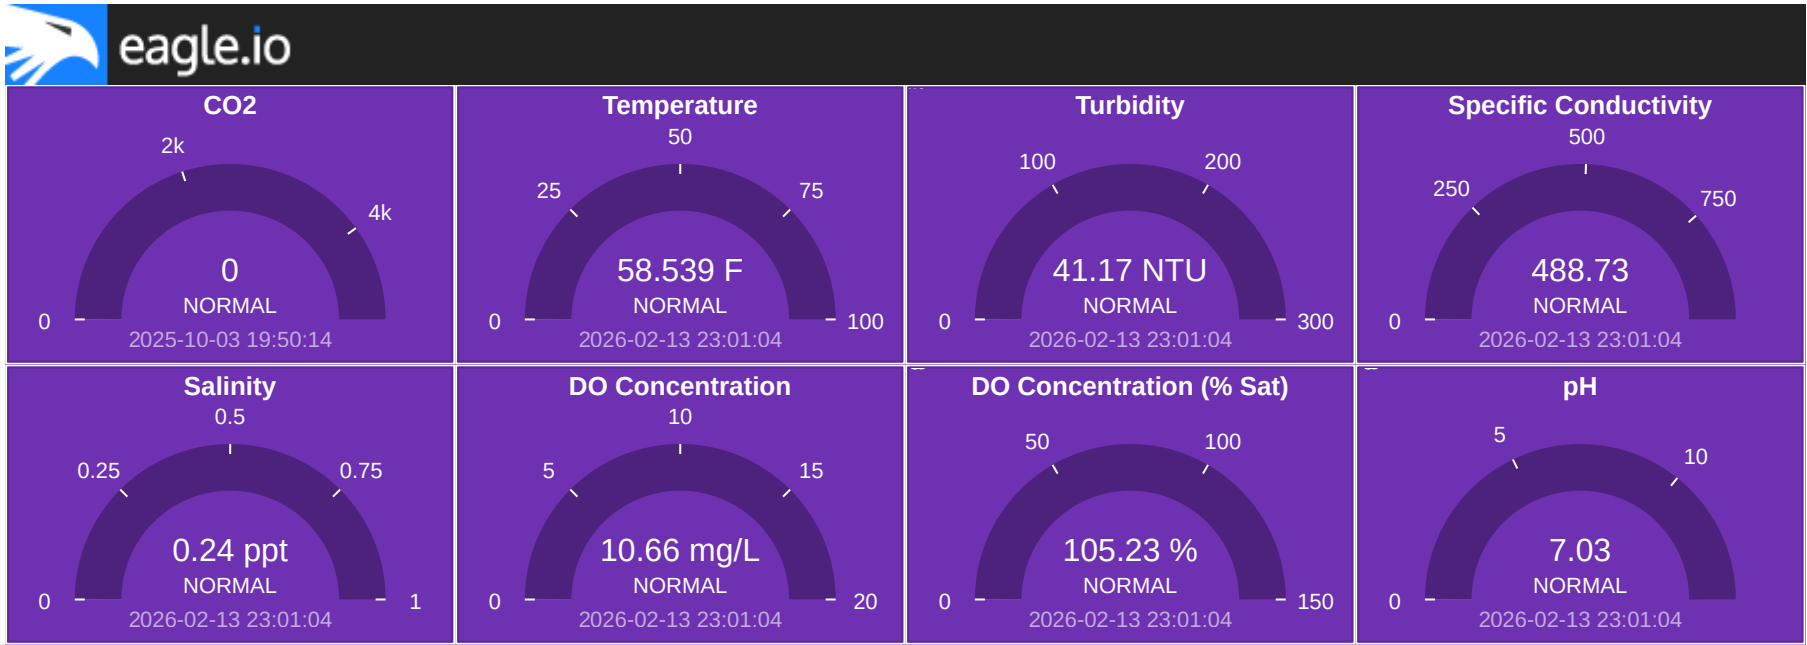 eagle.io
CO2
2k
4k
0
0
NORMAL
2025-10-03 19:50:14
Temperature
50
25
75
58.539 F
NORMAL
0
100
2026-02-13 23:01:04
Turbidity
100
200
41.17 NTU
NORMAL
0
300
2026-02-13 23:01:04
Specific Conductivity
500
250
750
488.73
NORMAL
0
2026-02-13 23:01:04
Salinity
0.5
0.25
0.75
0.24 ppt
NORMAL
0
1
2026-02-13 23:01:04
DO Concentration
10
5
15
10.66 mg/L
NORMAL
0
20
2026-02-13 23:01:04
DO Concentration (% Sat)
50
100
105.23 %
NORMAL
0
150
2026-02-13 23:01:04
pH
5
10
7.03
NORMAL
0
2026-02-13 23:01:04